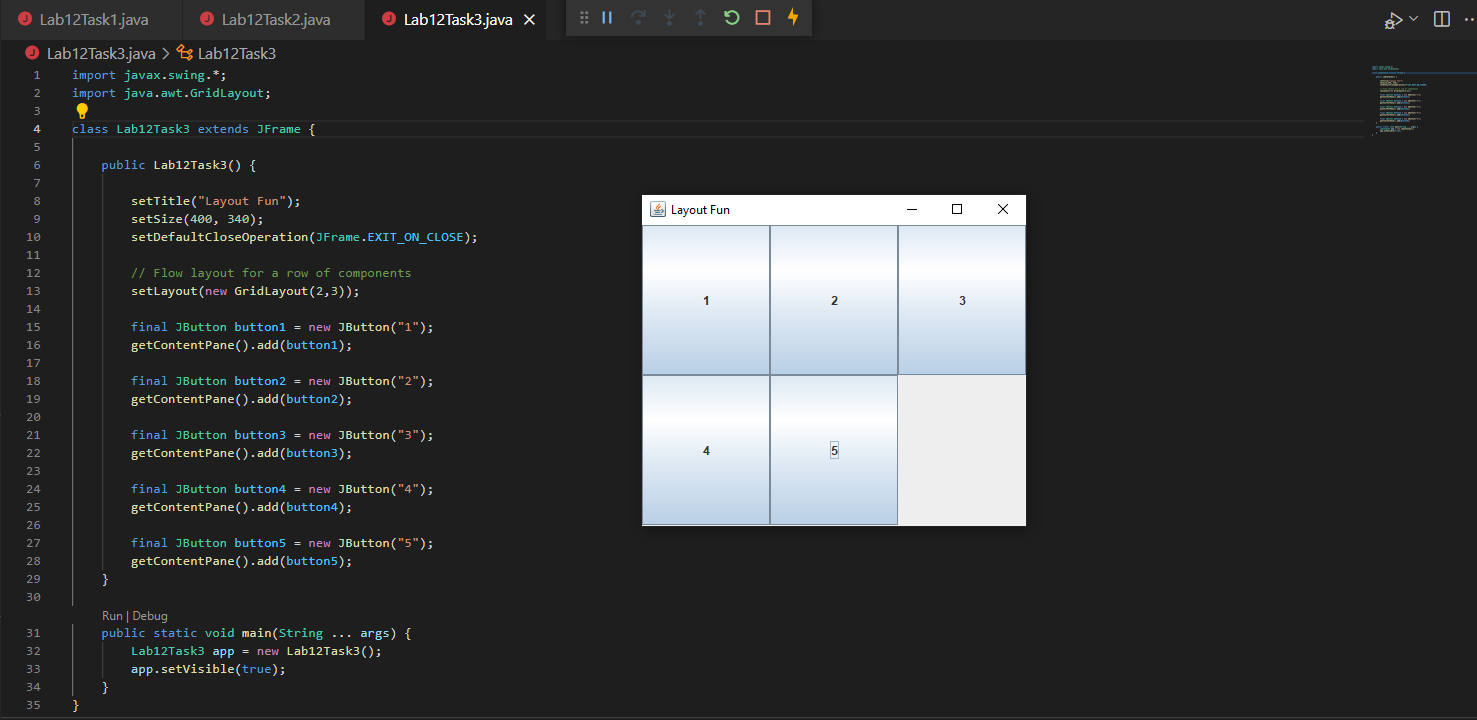 Lab12Task1.java Lab12Task2.java Lab12Task3.java
Lab12Task3.java > Lab12Task3
1 import javax.swing.*;
2 import java.awt.GridLayout;
3
4 class Lab12Task3 extends JFrame {
5
6 public Lab12Task3() {
7
8 setTitle("Layout Fun");
9 setSize(400, 340);
10 setDefaultCloseOperation(JFrame.EXIT_ON_CLOSE);
11
12 // Flow layout for a row of components
13 setLayout(new GridLayout(2,3));
14
15 final JButton button1 = new JButton("1");
16 getContentPane().add(button1);
17
18 final JButton button2 = new JButton("2");
19 getContentPane().add(button2);
20
21 final JButton button3 = new JButton("3");
22 getContentPane().add(button3);
23
24 final JButton button4 = new JButton("4");
25 getContentPane().add(button4);
26
27 final JButton button5 = new JButton("5");
28 getContentPane().add(button5);
29 }
30
Run | Debug
31 public static void main(String ... args) {
32 Lab12Task3 app = new Lab12Task3();
33 app.setVisible(true);
34 }
35 }
Layout Fun
1 2 3
4 5